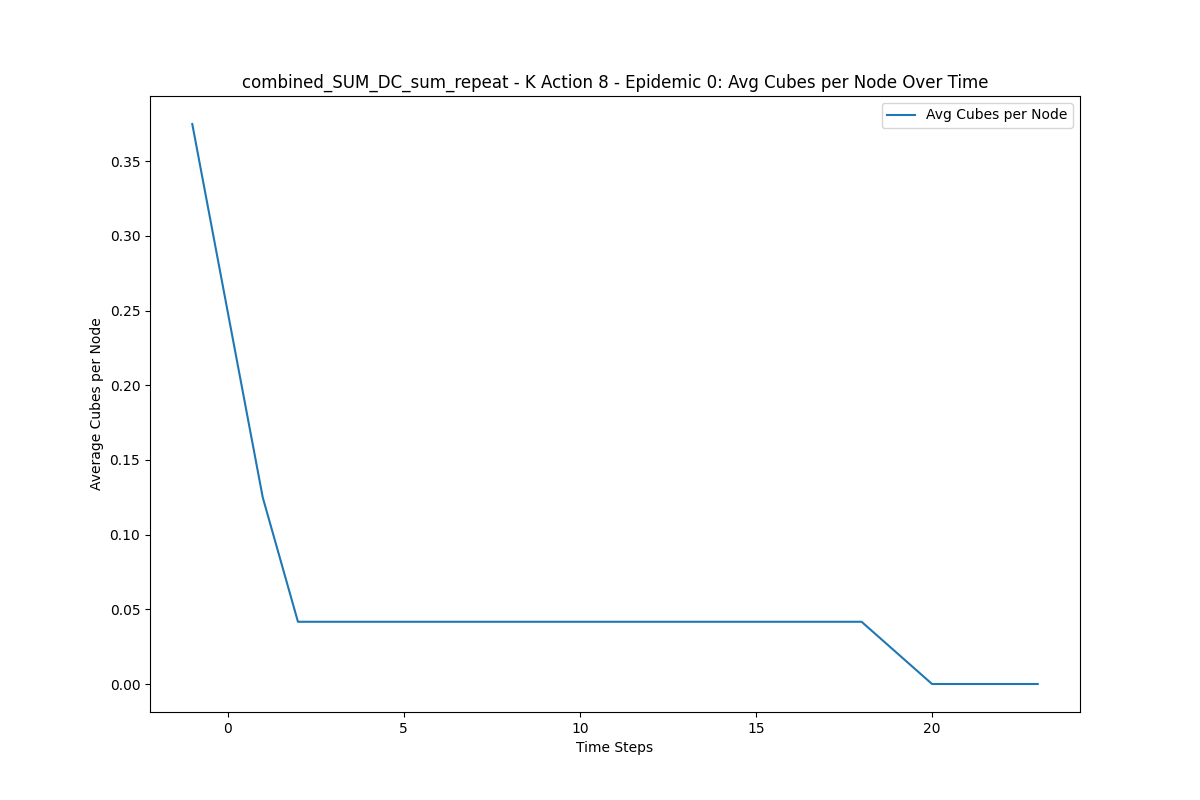 combined_SUM_DC_sum_repeat - K Action 8 - Epidemic 0: Avg Cubes per Node Over Time
Avg Cubes per Node
0.35
0.30
0.25
0.20
0.15
0.10
0.05
0.00
Average Cubes per Node
0 5 10 15 20
Time Steps